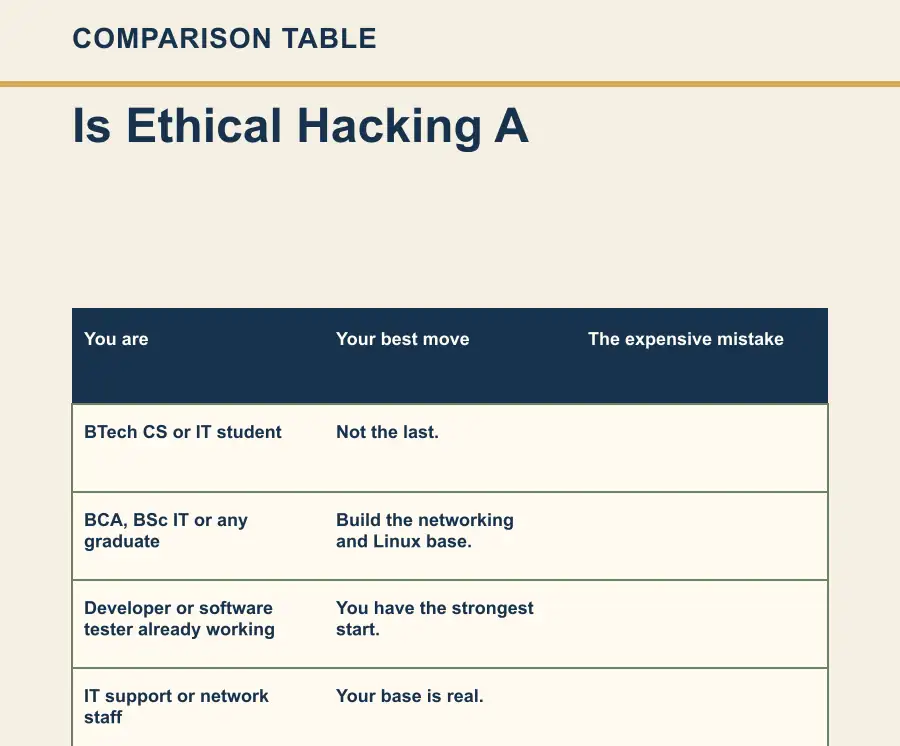 COMPARISON TABLE
Is Ethical Hacking A
You are
Your best move
The expensive mistake
BTech CS or IT student
Not the last.
BCA, BSc IT or any
graduate
Build the networking
and Linux base.
Developer or software
tester already working
You have the strongest
start.
IT support or network
staff
Your base is real.